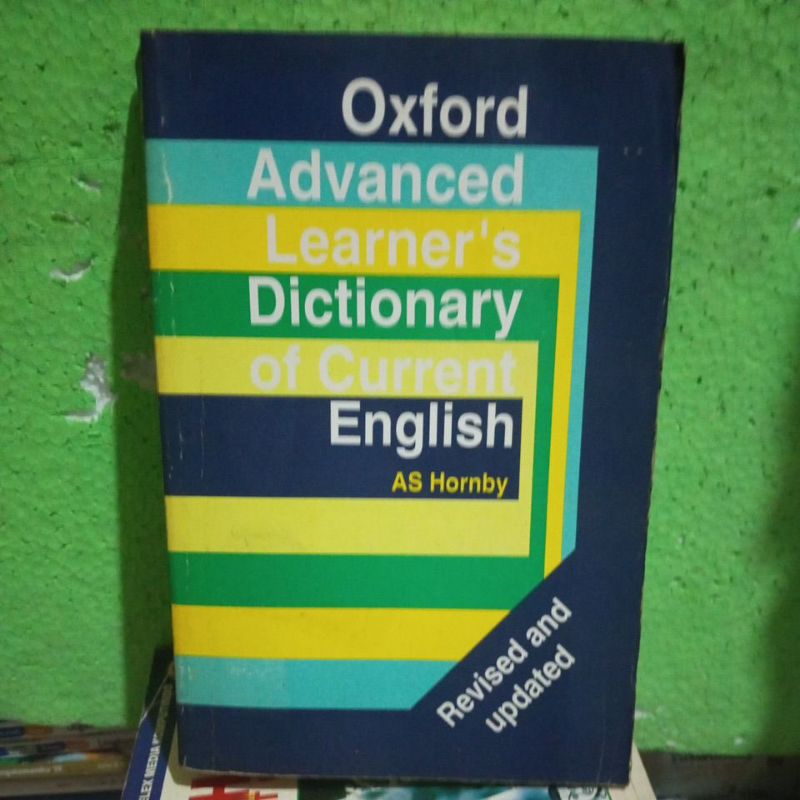 Oxford
Advanced
Learner's
Dictionary
of Current
English
AS Hornby
Revised and
updated